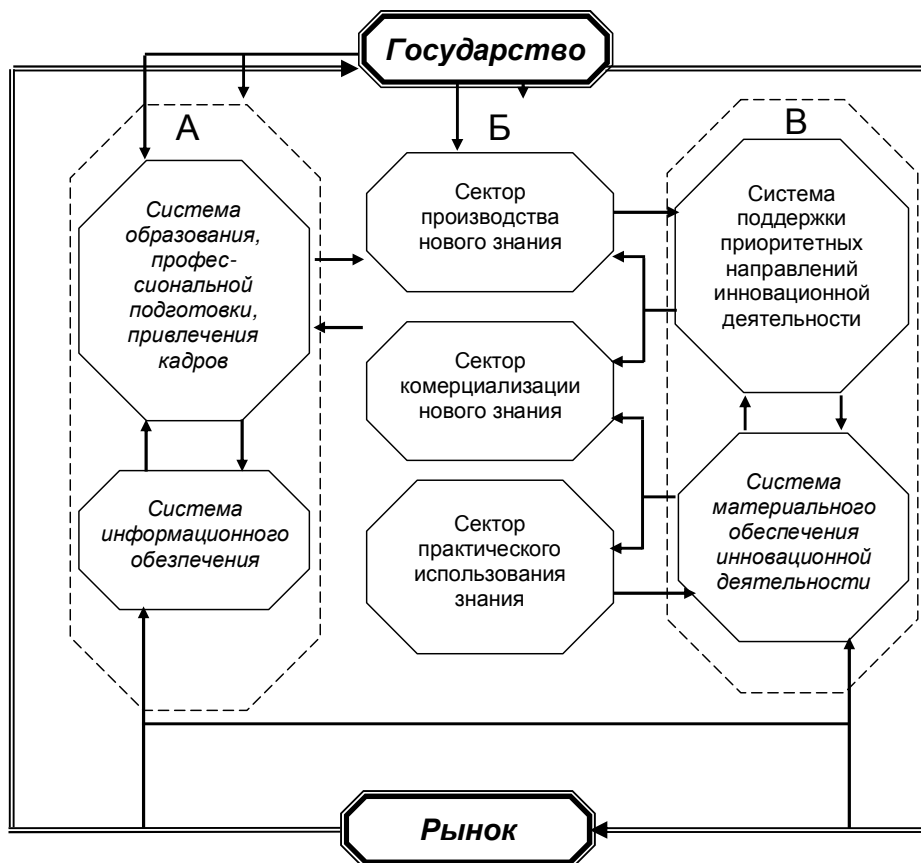 Государство
А
Система
образования,
профес-
сиональной
подготовки,
привлечения
кадров
Система
информационного
обезпечения
Б
Сектор
производства
нового знания
Сектор
комерциализации
нового знания
Сектор
практического
использования
знания
В
Система
поддержки
приоритетных
направлений
инновационной
деятельности
Система
материального
обеспечения
инновационной
деятельности
Рынок